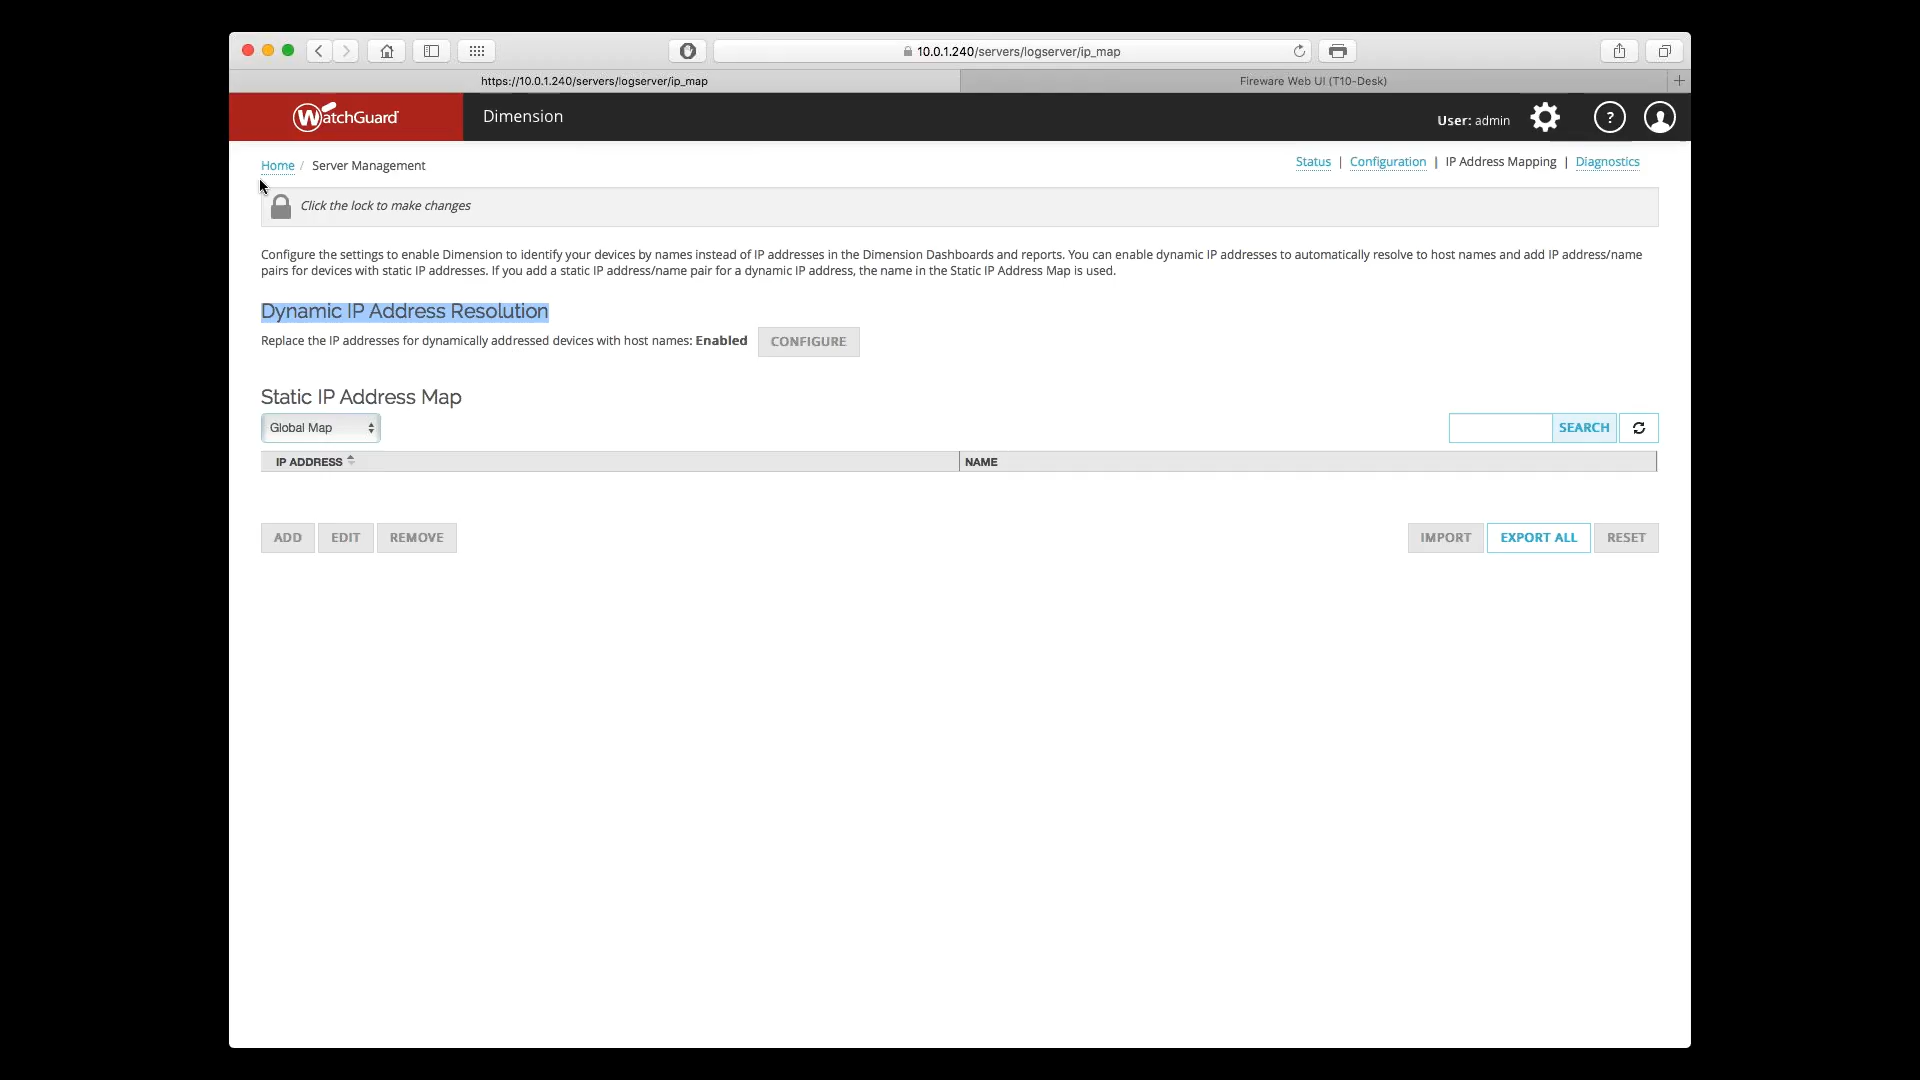 10.0.1.240/servers/logserver/ip_map
https://10.0.1.240/servers/logserver/ip_map
Fireware Web UI (T10-Desk)
WatchGuard
Dimension
User: admin
?
Home / Server Management
Status | Configuration | IP Address Mapping | Diagnostics
Click the lock to make changes
Configure the settings to enable Dimension to identify your devices by names instead of IP addresses in the Dimension Dashboards and reports. You can enable dynamic IP addresses to automatically resolve to host names and add IP address/name
pairs for devices with static IP addresses. If you add a static IP address/name pair for a dynamic IP address, the name in the Static IP Address Map is used.
Dynamic IP Address Resolution
Replace the IP addresses for dynamically addressed devices with host names: Enabled CONFIGURE
Static IP Address Map
Global Map
SEARCH
IP ADDRESS NAME
ADD EDIT REMOVE
IMPORT EXPORT ALL RESET